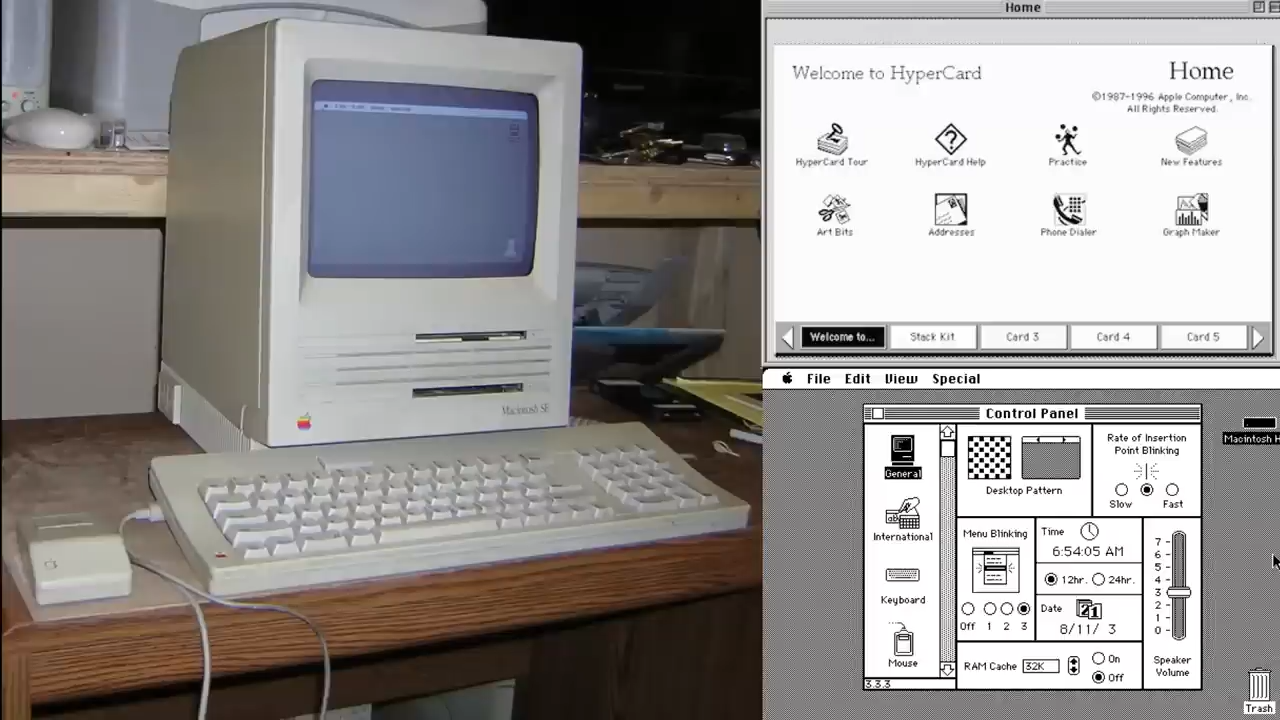 Macintosh SE
Home
Welcome to HyperCard
Home
©1987-1996 Apple Computer, Inc.
All Rights Reserved.
HyperCard Tour
HyperCard Help
Practice
New Features
Art Bits
Addresses
Phone Dialer
Graph Maker
Welcome to...
Stack Kit
Card 3
Card 4
Card 5
File Edit View Special
Control Panel
Macintosh H
General
International
Keyboard
Mouse
3.3.3
Desktop Pattern
Rate of Insertion
Point Blinking
Slow
Fast
Menu Blinking
Off 1 2 3
Time
6:54:05 AM
12hr. 24hr.
Date
21
8/11/ 3
RAM Cache 32K
On
Off
7
6
5
4
3
2
1
0
Speaker
Volume
Trash